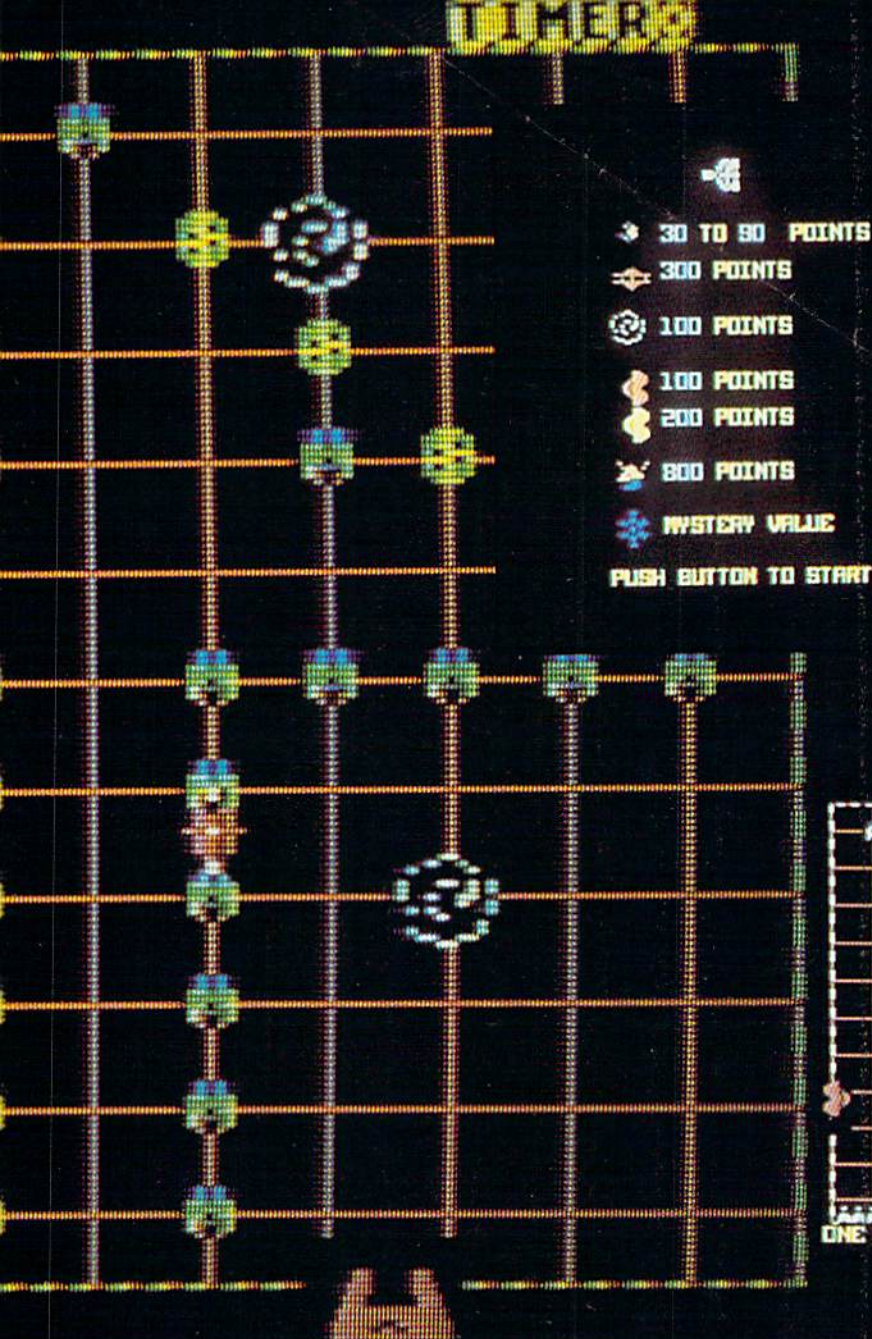 TIMER:
30 TO 90 POINTS
300 POINTS
100 POINTS
100 POINTS
200 POINTS
800 POINTS
MYSTERY VALUE
PUSH BUTTON TO START
ONE